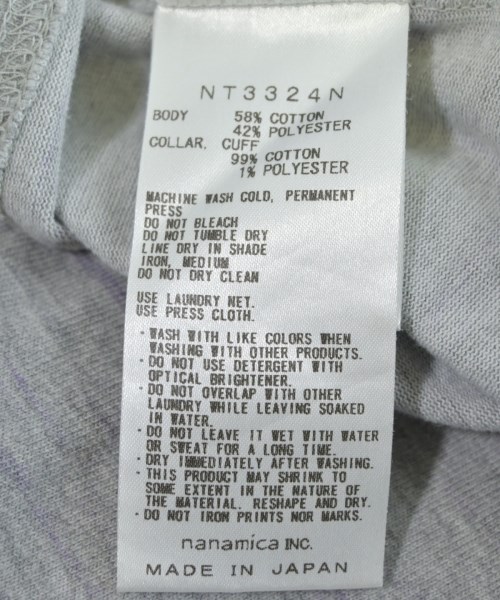 NT3324N
BODY 58% COTTON
42% POLYESTER
COLLAR. CUFF
99% COTTON
1% POLYESTER
MACHINE WASH COLD, PERMANENT
PRESS
DO NOT BLEACH
DO NOT TUMBLE DRY
LINE DRY IN SHADE
IRON, MEDIUM
DO NOT DRY CLEAN
USE LAUNDRY NET.
USE PRESS CLOTH.
・WASH WITH LIKE COLORS WHEN
WASHING WITH OTHER PRODUCTS.
・DO NOT USE DETERGENT WITH
OPTICAL BRIGHTENER.
・DO NOT OVERLAP WITH OTHER
LAUNDRY WHILE LEAVING SOAKED
IN WATER.
・DO NOT LEAVE IT WET WITH WATER
OR SWEAT FOR A LONG TIME.
・DRY IMMEDIATELY AFTER WASHING.
・THIS PRODUCT MAY SHRINK TO
SOME EXTENT IN THE NATURE OF
THE MATERIAL. RESHAPE AND DRY.
・DO NOT IRON PRINTS NOR MARKS.
nanamica INC.
MADE IN JAPAN